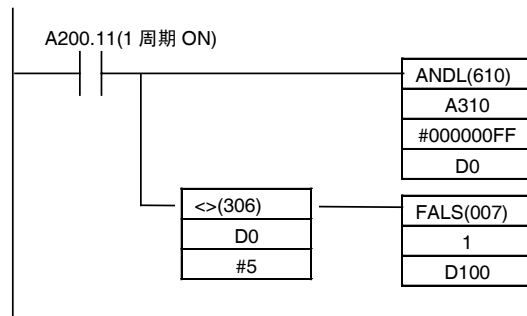 A200.11(1 周期 ON)
ANDL(610)
A310
#000000FF
D0
<>(306)
D0
#5
FALS(007)
1
D100